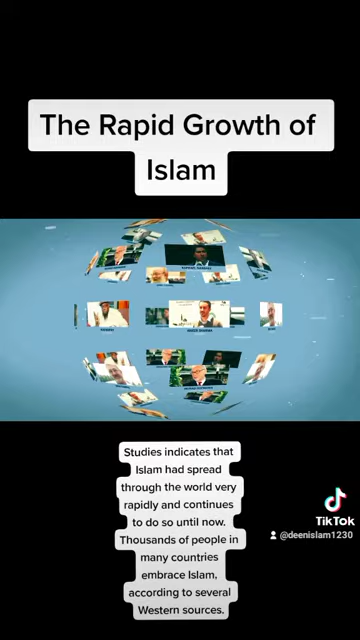 The Rapid Growth of
Islam
Studies indicates that
Islam had spread
through the world very
rapidly and continues
to do so until now.
Thousands of people in
many countries
embrace Islam,
according to several
Western sources.
TikTok
@deenislam1230